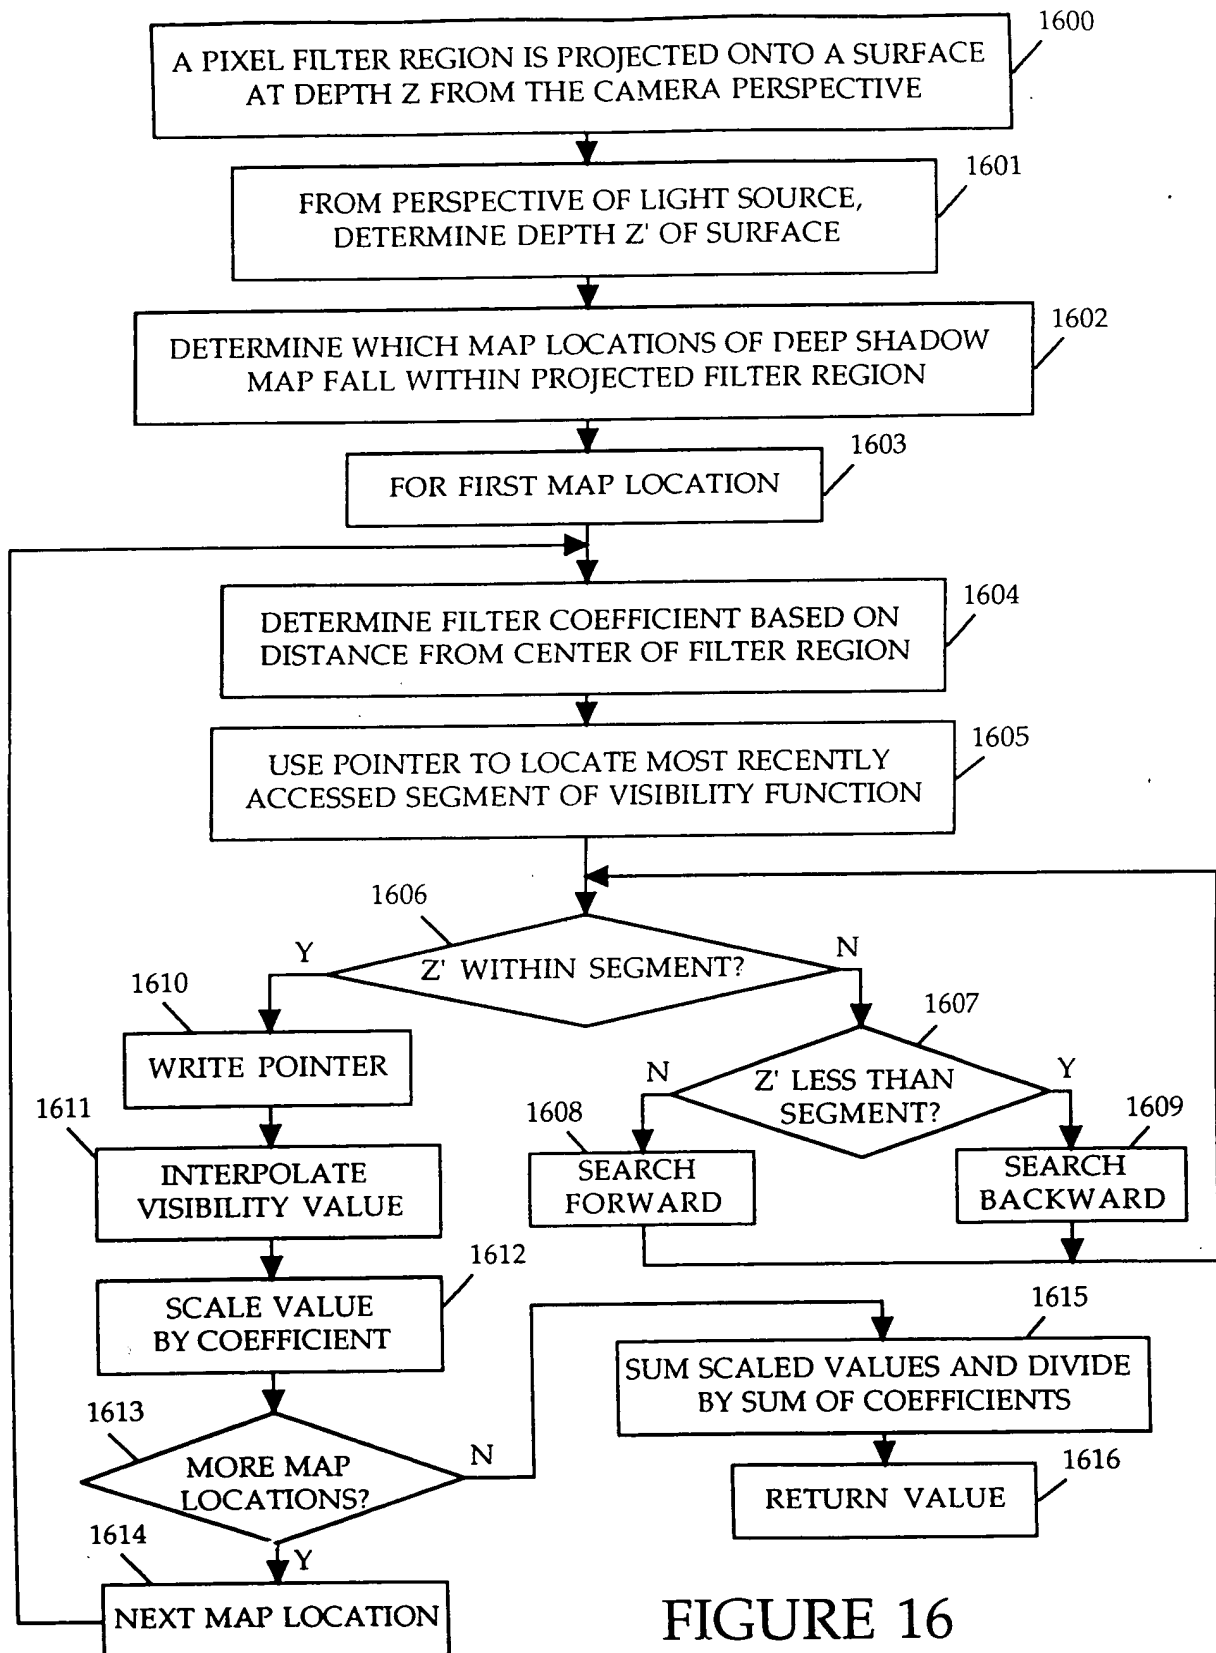 1600
A PIXEL FILTER REGION IS PROJECTED ONTO A SURFACE
AT DEPTH Z FROM THE CAMERA PERSPECTIVE
1601
FROM PERSPECTIVE OF LIGHT SOURCE,
DETERMINE DEPTH Z' OF SURFACE
1602
DETERMINE WHICH MAP LOCATIONS OF DEEP SHADOW
MAP FALL WITHIN PROJECTED FILTER REGION
1603
FOR FIRST MAP LOCATION
1604
DETERMINE FILTER COEFFICIENT BASED ON
DISTANCE FROM CENTER OF FILTER REGION
1605
USE POINTER TO LOCATE MOST RECENTLY
ACCESSED SEGMENT OF VISIBILITY FUNCTION
1606
Y
N
Z' WITHIN SEGMENT?
1610
WRITE POINTER
1607
N
Y
Z' LESS THAN
SEGMENT?
1608
SEARCH
FORWARD
1609
SEARCH
BACKWARD
1611
INTERPOLATE
VISIBILITY VALUE
1612
SCALE VALUE
BY COEFFICIENT
1613
MORE MAP
LOCATIONS?
N
Y
1614
NEXT MAP LOCATION
1615
SUM SCALED VALUES AND DIVIDE
BY SUM OF COEFFICIENTS
1616
RETURN VALUE
FIGURE 16